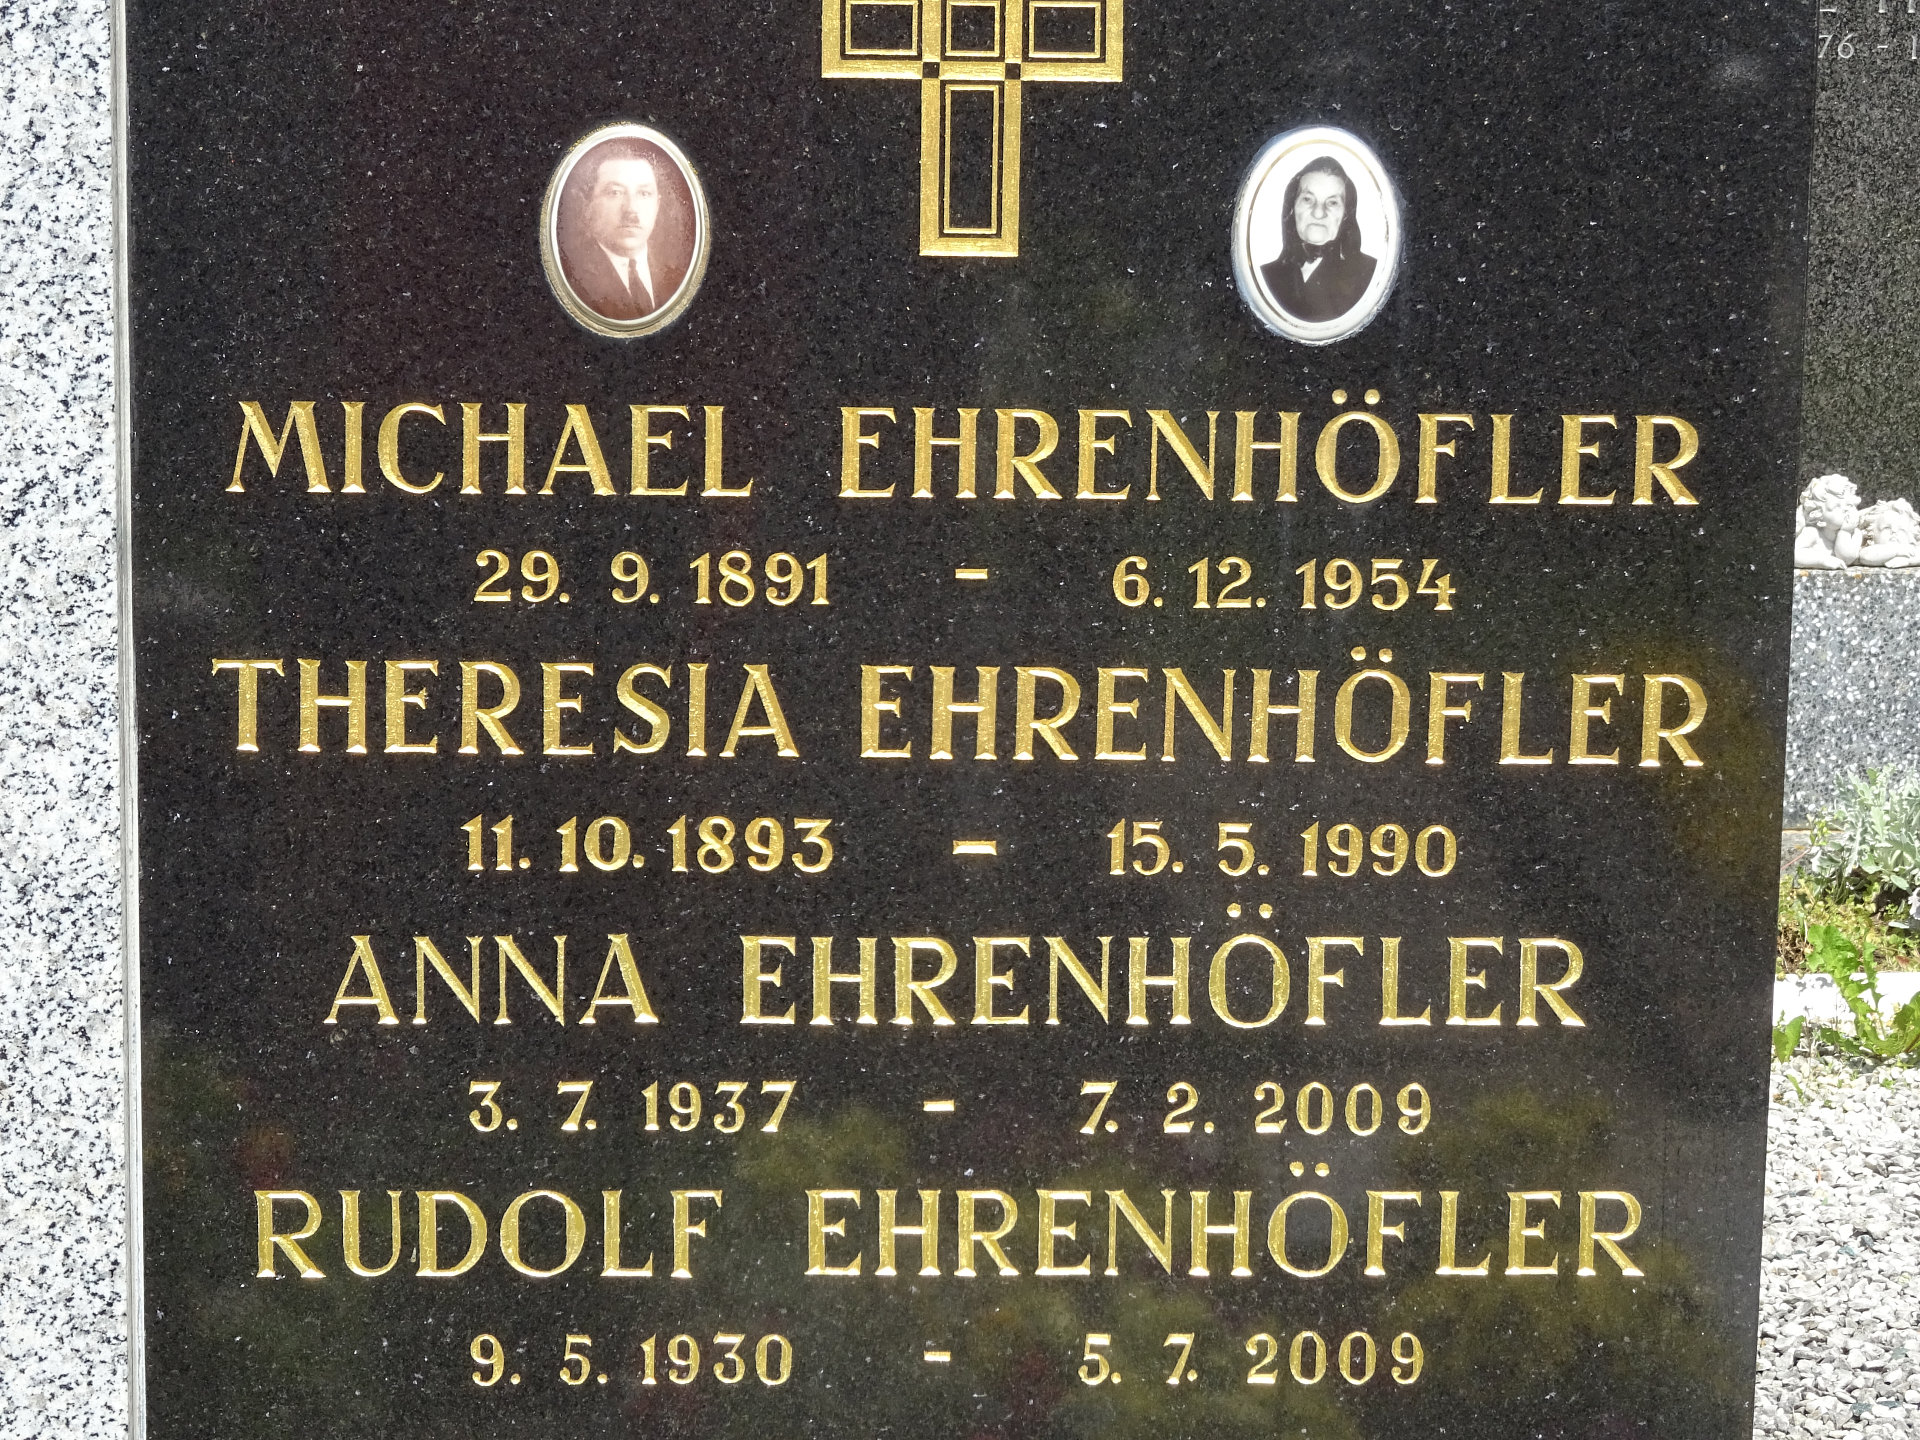 MICHAEL EHRENHÖFLER
29. 9. 1891 - 6. 12. 1954
THERESIA EHRENHÖFLER
11. 10. 1893 - 15. 5. 1990
ANNA EHRENHÖFLER
3. 7. 1937 - 7. 2. 2009
RUDOLF EHRENHÖFLER
9. 5. 1930 - 5. 7. 2009
76 -